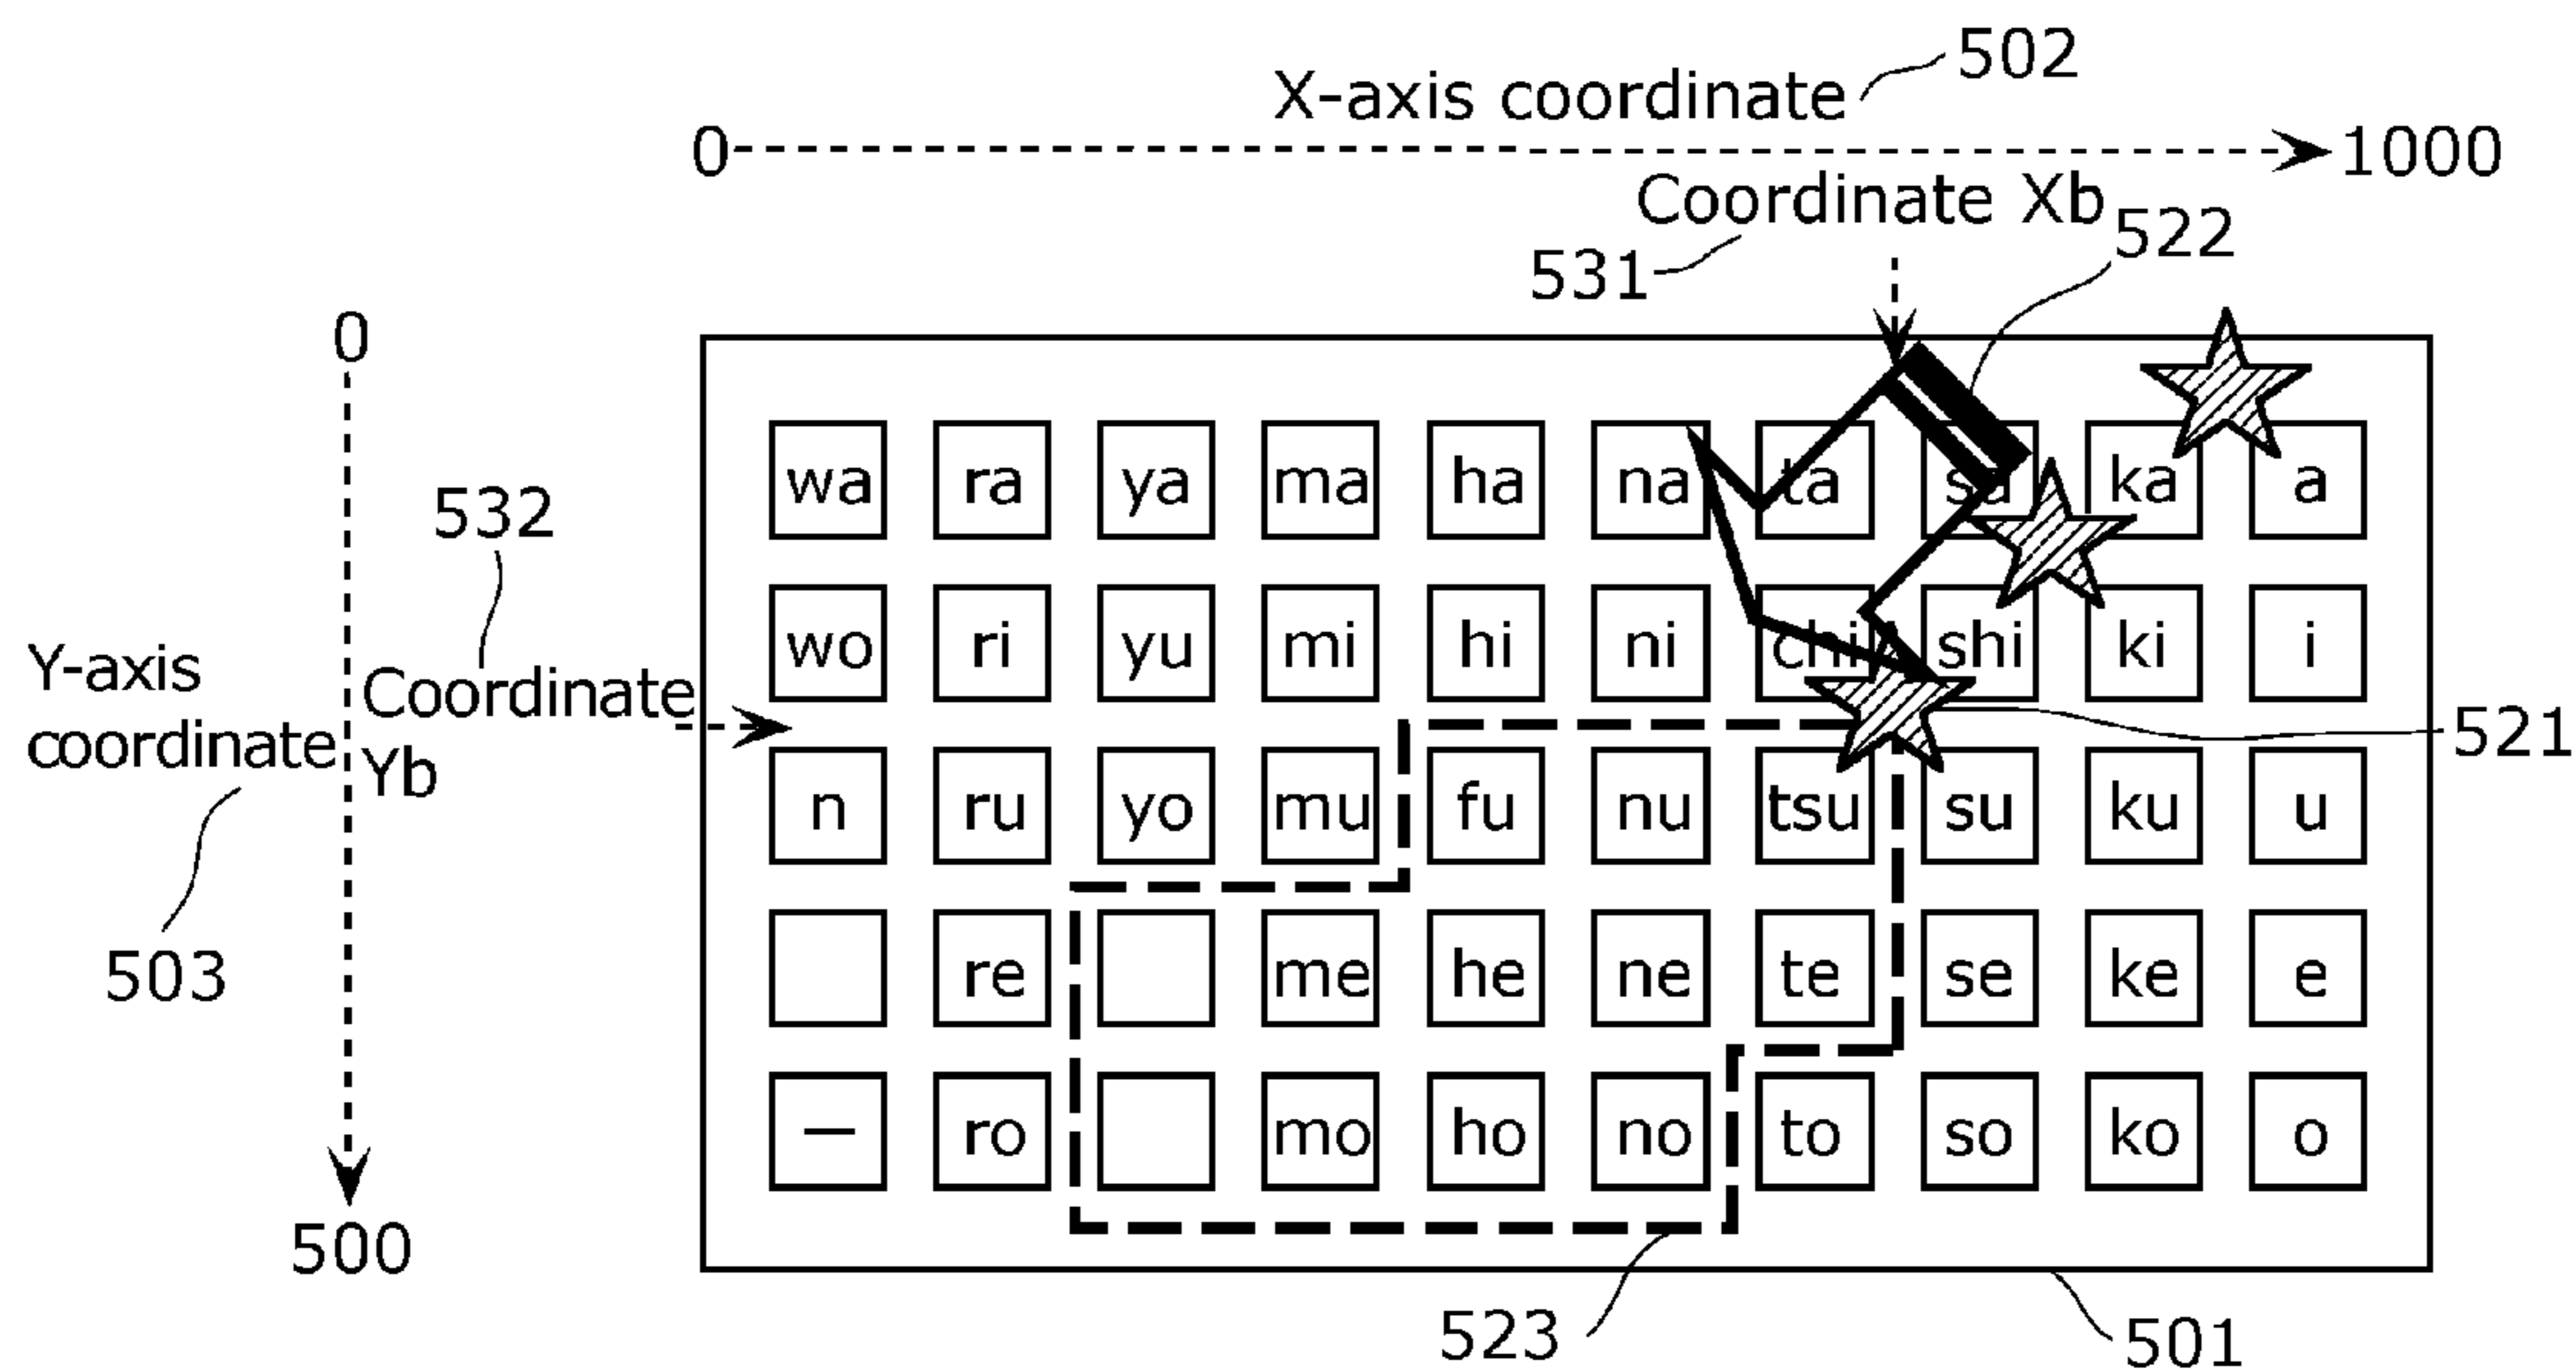 502
X-axis coordinate
0 1000
Coordinate Xb
522
531
0
wa ra ya ma ha na ta sa ka a
532
wo ri yu mi hi ni chi shi ki i
Y-axis
coordinate
Coordinate
Yb
521
n ru yo mu fu nu tsu su ku u
503
re me he ne te se ke e
— ro mo ho no to so ko o
500
523
501